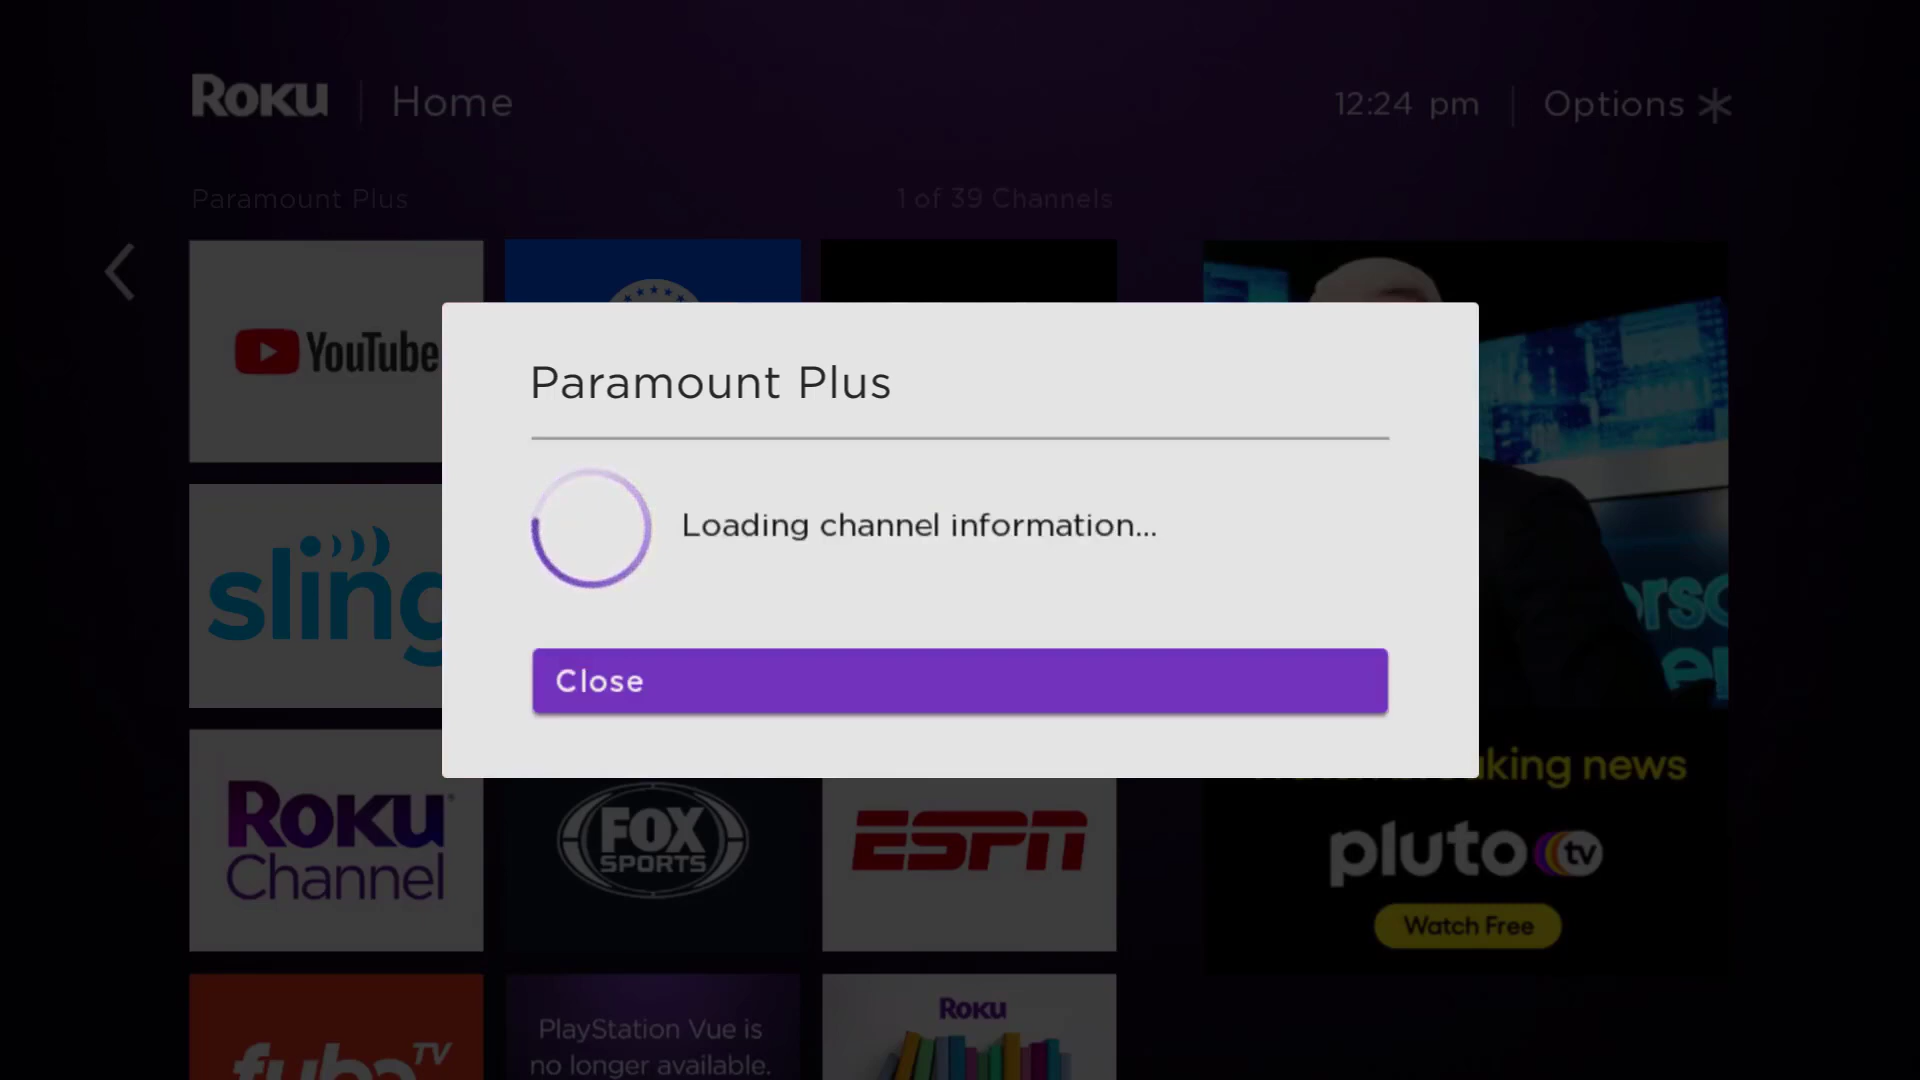 ROKU | Home
12:24 pm | Options
Paramount Plus
1 of 39 Channels
YouTube
Paramount Plus
Loading channel information...
Close
sling
ROKU
Channel
FOX
SPORTS
ESPN
king news
pluto tv
Watch Free
fubo TV
PlayStation Vue is
no longer available.
ROKU